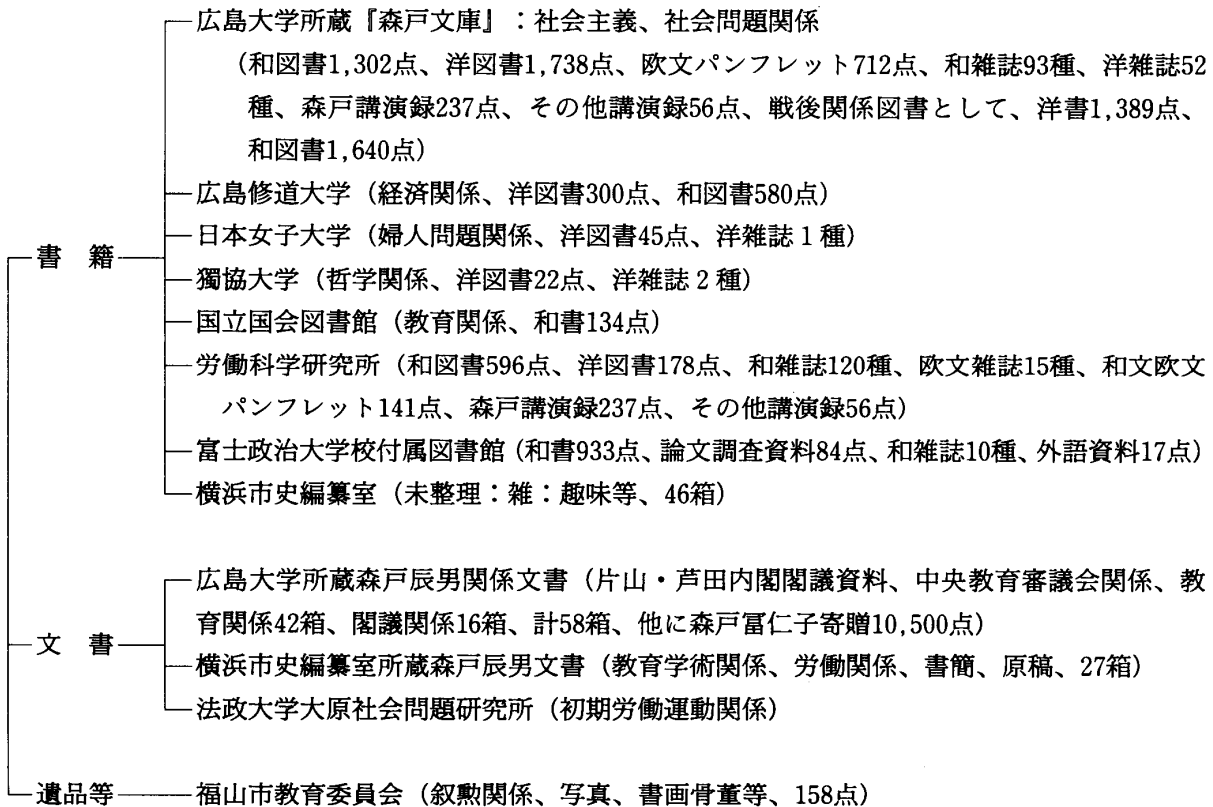 広島大学所蔵『森戸文庫』：社会主義、社会問題関係
（和図書1,302点、洋図書1,738点、欧文パンフレット712点、和雑誌93種、洋雑誌52
種、森戸講演録237点、その他講演録56点、戦後関係図書として、洋書1,389点、
和図書1,640点）
広島修道大学（経済関係、洋図書300点、和図書580点）
日本女子大学（婦人問題関係、洋図書45点、洋雑誌１種）
書　籍
獨協大学（哲学関係、洋図書22点、洋雑誌２種）
国立国会図書館（教育関係、和書134点）
労働科学研究所（和図書596点、洋図書178点、和雑誌120種、欧文雑誌15種、和文欧文
パンフレット141点、森戸講演録237点、その他講演録56点）
富士政治大学校付属図書館（和書933点、論文調査資料84点、和雑誌10種、外語資料17点）
横浜市史編纂室（未整理：雑：趣味等、46箱）
広島大学所蔵森戸辰男関係文書（片山・芦田内閣閣議資料、中央教育審議会関係、教
育関係42箱、閣議関係16箱、計58箱、他に森戸冨仁子寄贈10,500点）
文　書
横浜市史編纂室所蔵森戸辰男文書（教育学術関係、労働関係、書簡、原稿、27箱）
法政大学大原社会問題研究所（初期労働運動関係）
遺品等
福山市教育委員会（叙勲関係、写真、書画骨董等、158点）